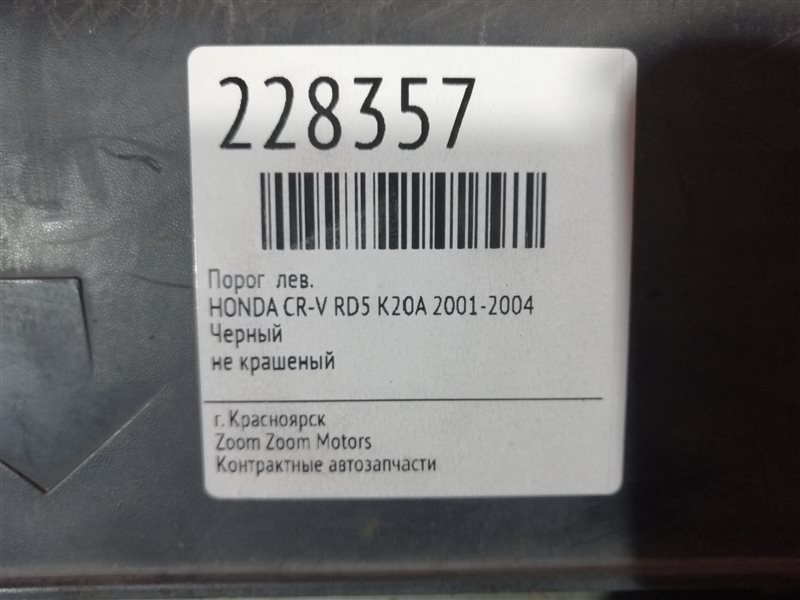 228357
Порог лев.
HONDA CR-V RD5 K20A 2001-2004
Черный
не крашеный
г. Красноярск
Zoom Zoom Motors
Контрактные автозапчасти